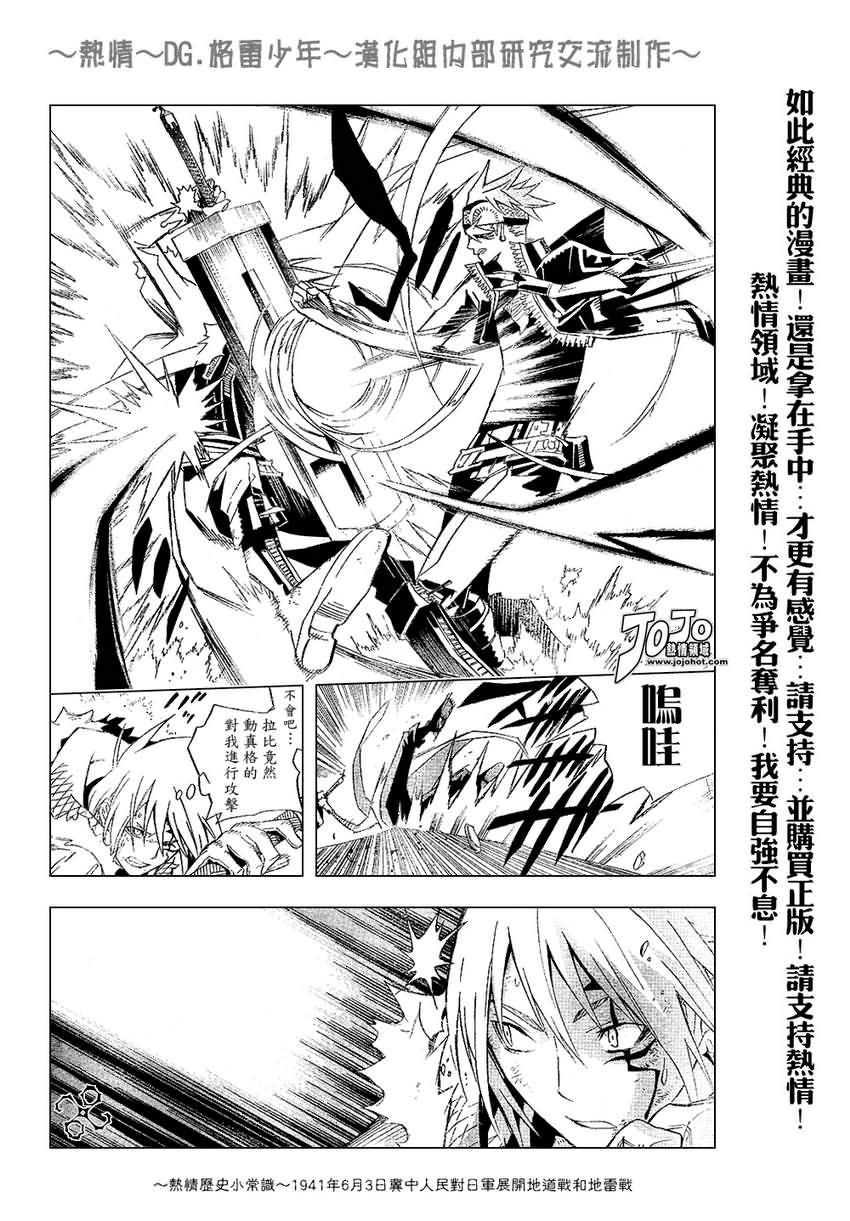 ～熱情～DG.格雷少年～漢化組内部研究交流制作～
如此經典的漫畫！還是拿在手中…才更有感覺…請支持…並購買正版！請支持熱情！
熱情領域！凝聚熱情！不為爭名奪利！我要自強不息！
JOJO
熱情領域
www.jojohot.com
嗚哇
不會吧…
拉比竟然
動真格的
對我進行攻擊
～熱情歷史小常識～1941年6月3日冀中人民對日軍展開地道戰和地雷戰